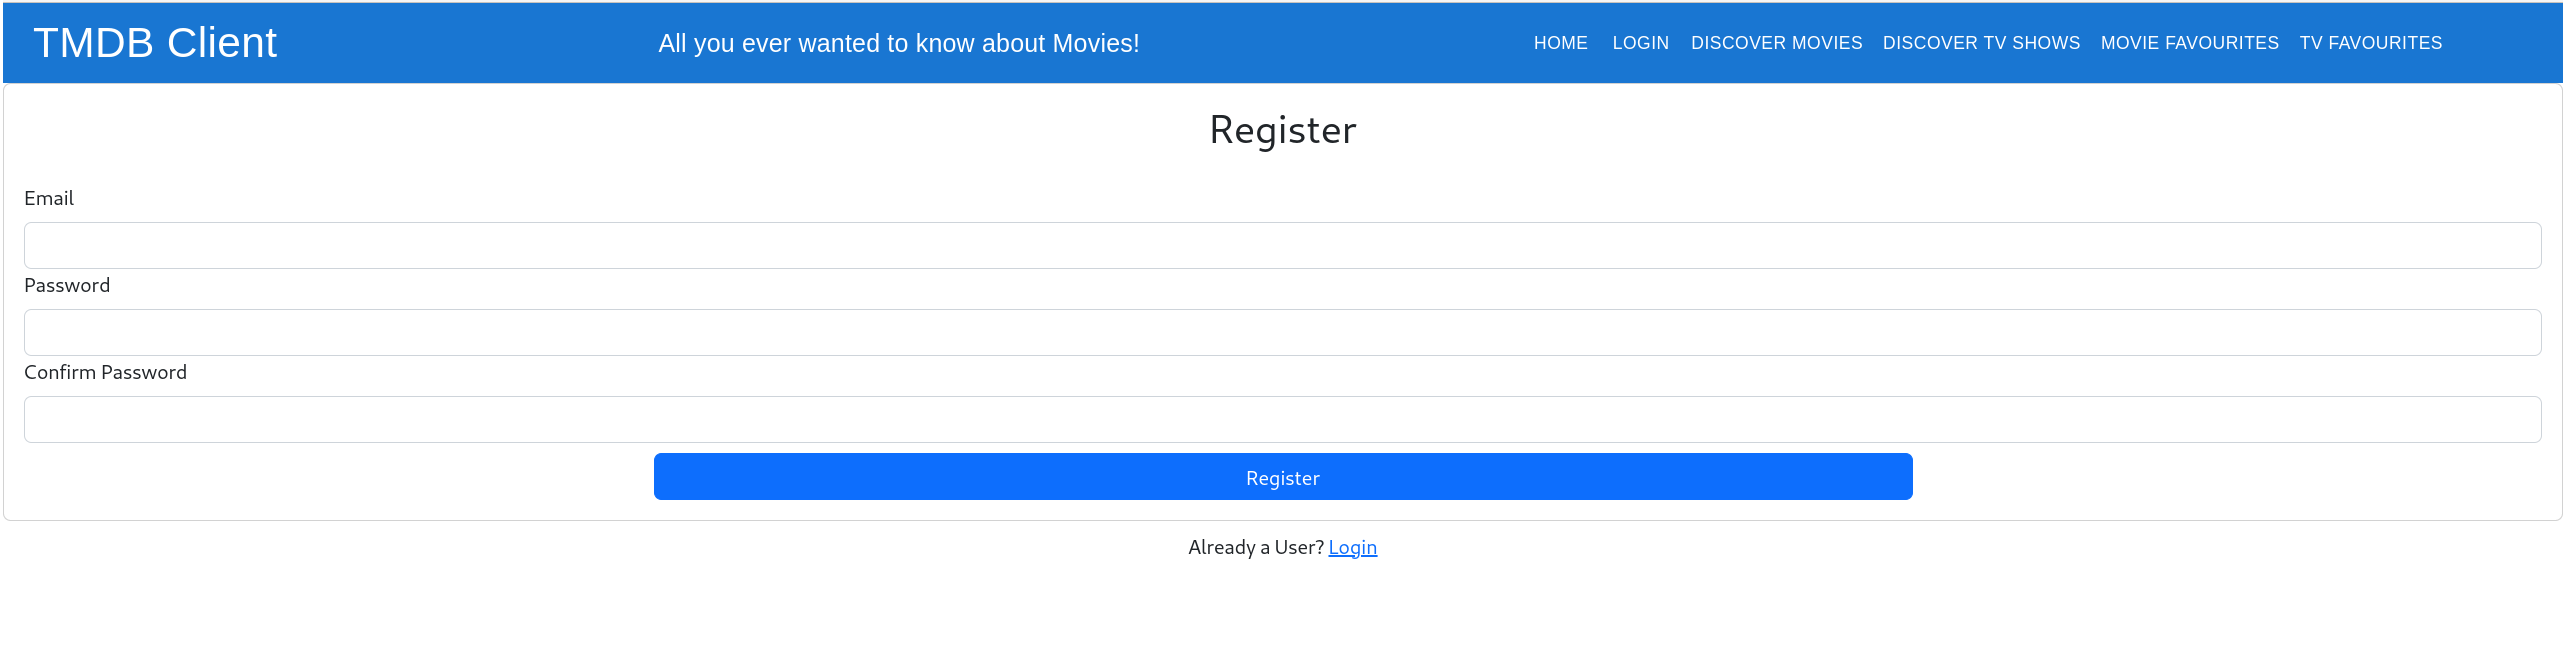 TMDB Client All you ever wanted to know about Movies! HOME LOGIN DISCOVER MOVIES DISCOVER TV SHOWS MOVIE FAVOURITES TV FAVOURITES
Register
Email
Password
Confirm Password
Register
Already a User? Login